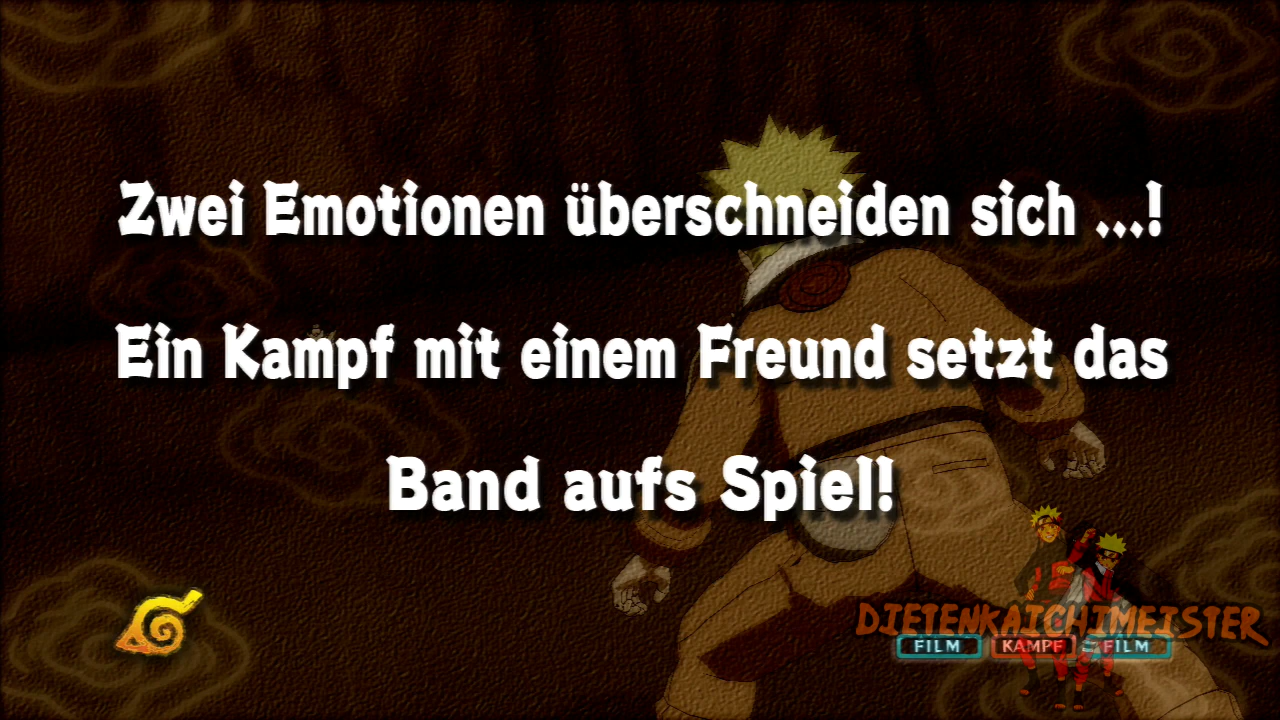 Zwei Emotionen überschneiden sich ...!
Ein Kampf mit einem Freund setzt das
Band aufs Spiel!
DIETENKAICHIMEISTER
FILM KAMPF FILM